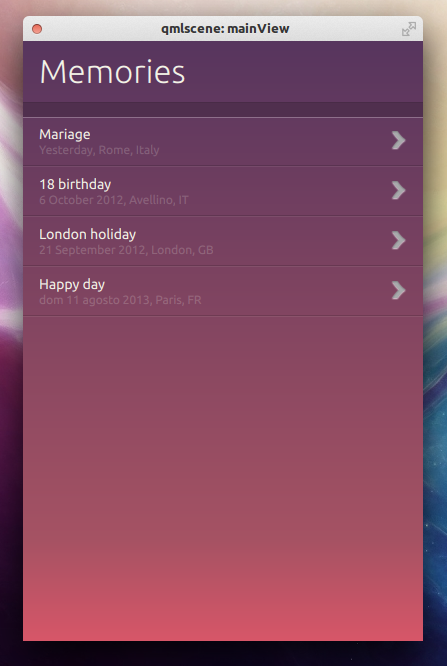 qmlscene: mainView
Memories
Mariage
Yesterday, Rome, Italy
18 birthday
6 October 2012, Avellino, IT
London holiday
21 September 2012, London, GB
Happy day
dom 11 agosto 2013, Paris, FR